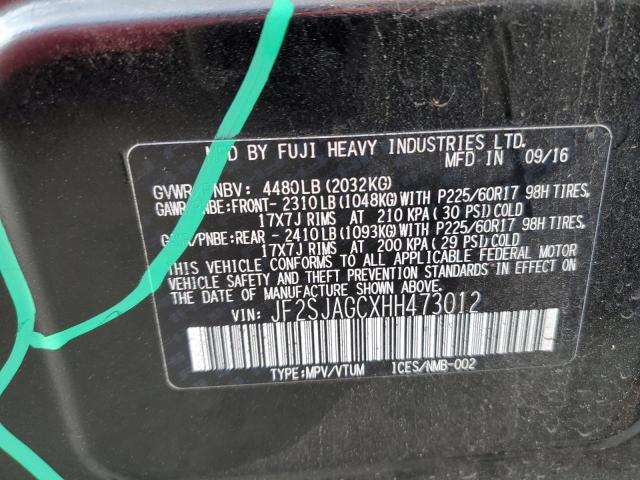 MFD BY FUJI HEAVY INDUSTRIES LTD.
MFD IN 09/16
GVWR/PNBV: 4480LB(2032KG)
GAWR/PNBE:FRONT- 2310LB(1048KG)WITH P225/60R17 98H TIRES,
17X7J RIMS AT 210 KPA(30 PSI)COLD
GAWR/PNBE:REAR - 2410LB(1093KG)WITH P225/60R17 98H TIRES,
17X7J RIMS AT 200 KPA(29 PSI)COLD
THIS VEHICLE CONFORMS TO ALL APPLICABLE FEDERAL MOTOR
VEHICLE SAFETY AND THEFT PREVENTION STANDARDS IN EFFECT ON
THE DATE OF MANUFACTURE SHOWN ABOVE.
VIN: JF2SJAGCXHH473012
TYPE:MPV/VTUM ICES/NMB-002